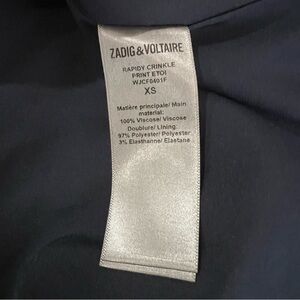 ZADIG & VOLTAIRE
RAPIDY CRINKLE
PRINT ETOI
WJCF0401F
XS
Matière principale/ Main
material:
100% Viscose/ Viscose
Doublure/ Lining:
97% Polyester/ Polyester
3% Elasthanne/ Elastane